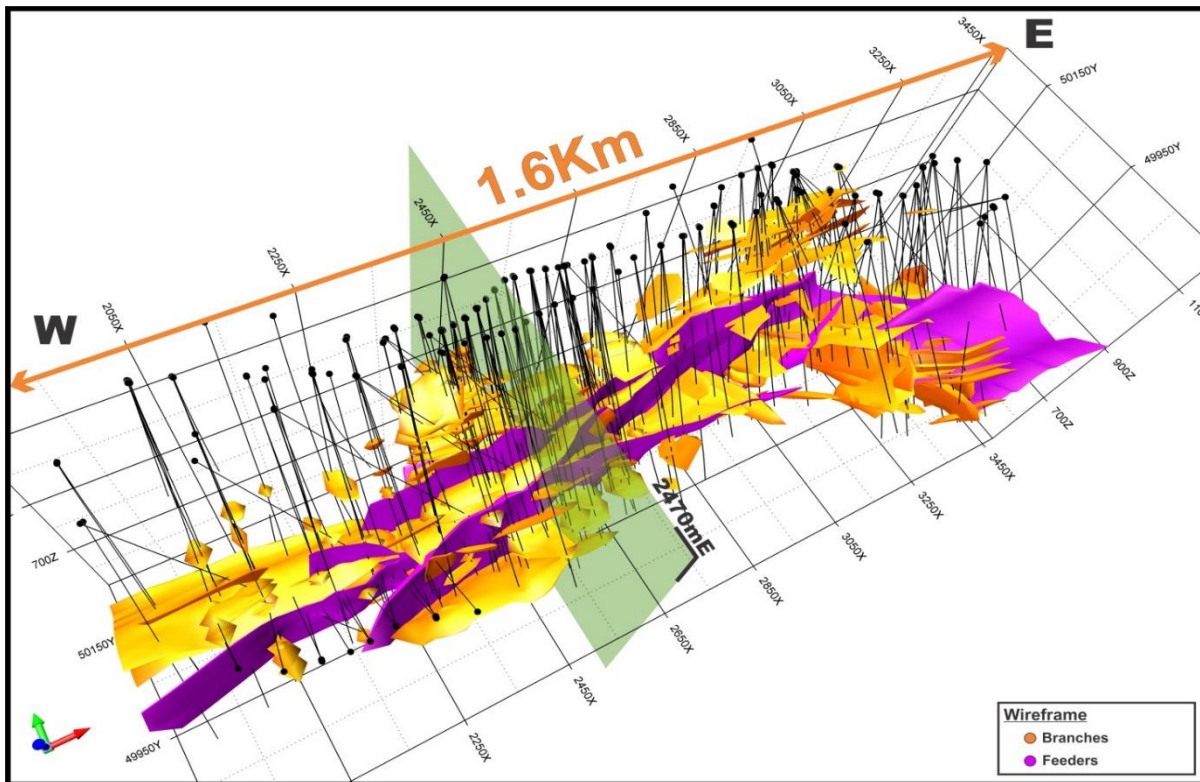 E
W
1.6Km
2050X
2250X
2450X
2850X
3050X
3250X
3450X
50150Y
49950Y
900Z
700Z
3450X
3250X
3050X
2850X
2650X
2450X
2250X
700Z
50150Y
49950Y
2470mE
Wireframe
Branches
Feeders